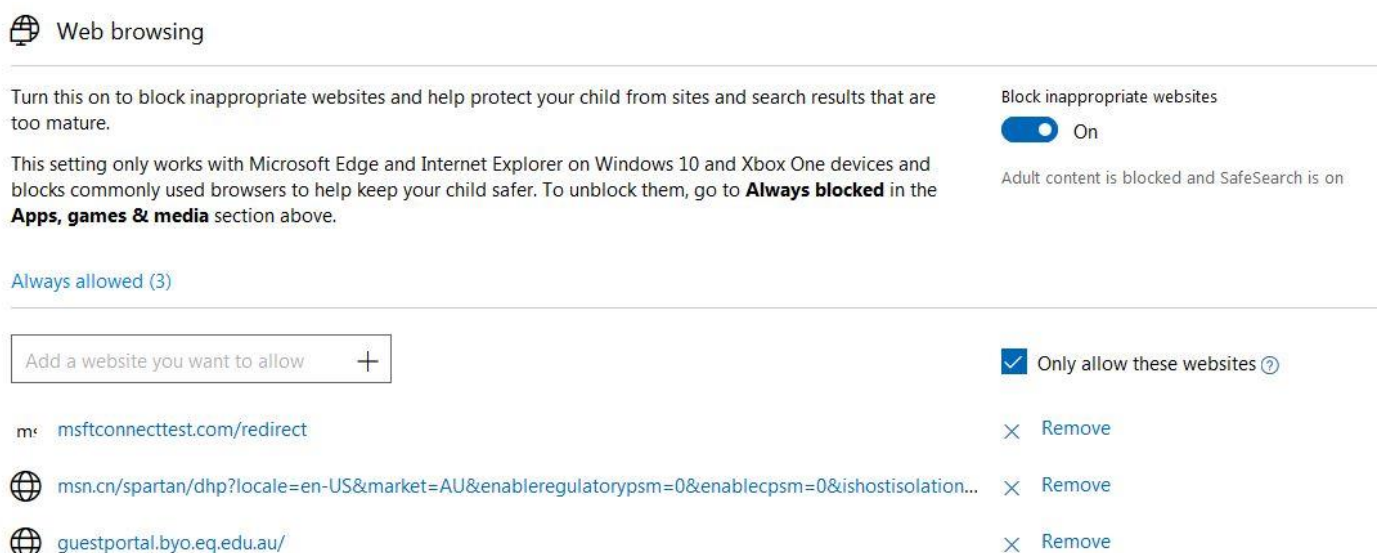 Web browsing
Turn this on to block inappropriate websites and help protect your child from sites and search results that are
too mature.
Block inappropriate websites
On
Adult content is blocked and SafeSearch is on
This setting only works with Microsoft Edge and Internet Explorer on Windows 10 and Xbox One devices and
blocks commonly used browsers to help keep your child safer. To unblock them, go to Always blocked in the
Apps, games & media section above.
Always allowed (3)
Add a website you want to allow
Only allow these websites
ms msftconnecttest.com/redirect
Remove
msn.cn/spartan/dhp?locale=en-US&market=AU&enableregulatorypsm=0&enablecpsm=0&ishostisolation...
Remove
guestportal.byo.eq.edu.au/
Remove